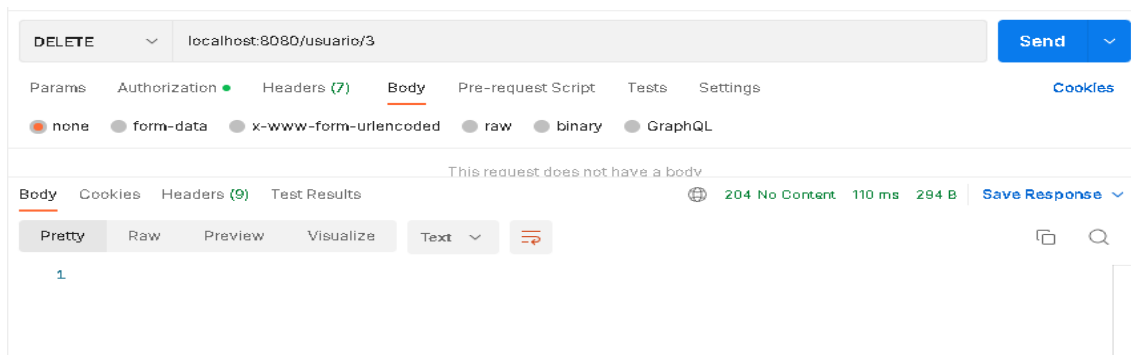 DELETE localhost:8080/usuario/3 Send
Params Authorization Headers (7) Body Pre-request Script Tests Settings Cookies
none form-data x-www-form-urlencoded raw binary GraphQL
This request does not have a body
Body Cookies Headers (9) Test Results 204 No Content 110 ms 294 B Save Response
Pretty Raw Preview Visualize Text
1